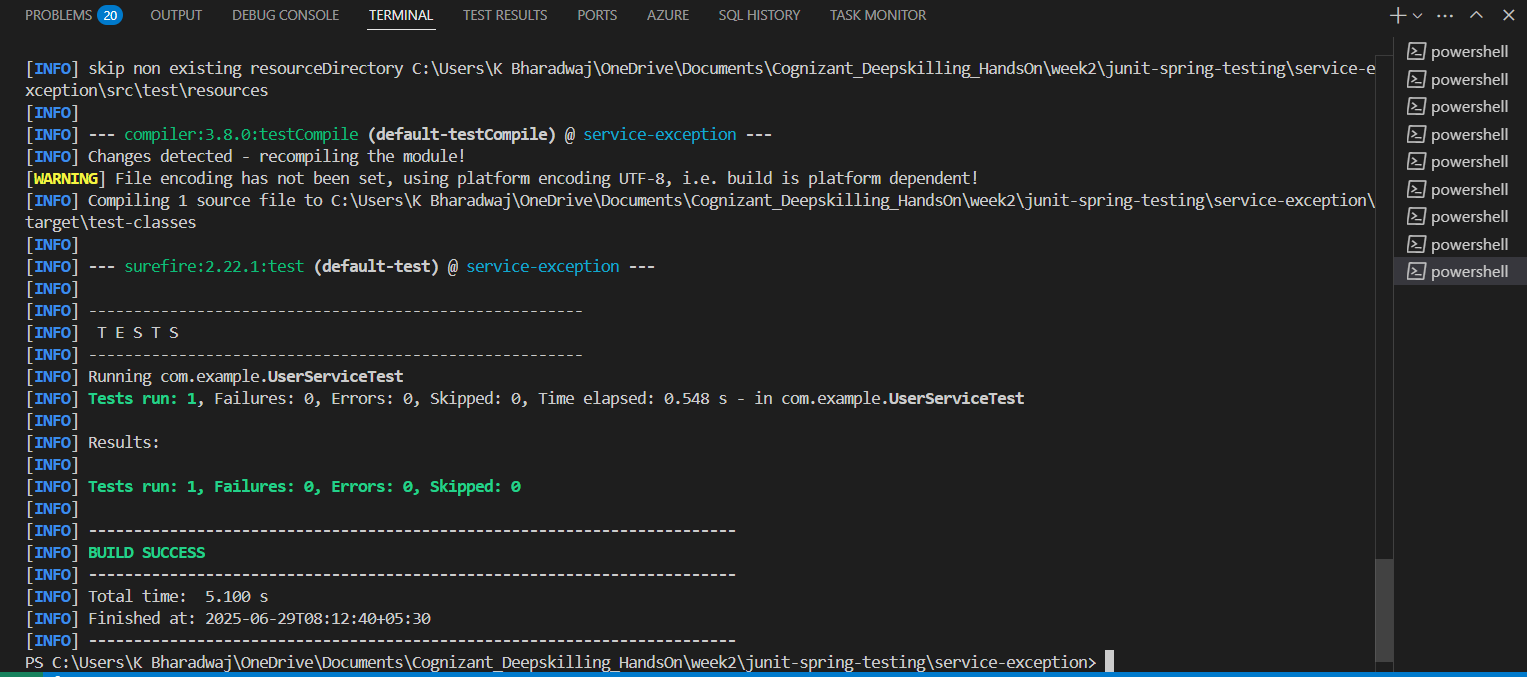 PROBLEMS 20 OUTPUT DEBUG CONSOLE TERMINAL TEST RESULTS PORTS AZURE SQL HISTORY TASK MONITOR
[INFO] skip non existing resourceDirectory C:\Users\K Bharadwaj\OneDrive\Documents\Cognizant_Deepskilling_HandsOn\week2\junit-spring-testing\service-e
xception\src\test\resources
[INFO]
[INFO] --- compiler:3.8.0:testCompile (default-testCompile) @ service-exception ---
[INFO] Changes detected - recompiling the module!
[WARNING] File encoding has not been set, using platform encoding UTF-8, i.e. build is platform dependent!
[INFO] Compiling 1 source file to C:\Users\K Bharadwaj\OneDrive\Documents\Cognizant_Deepskilling_HandsOn\week2\junit-spring-testing\service-exception\
target\test-classes
[INFO]
[INFO] --- surefire:2.22.1:test (default-test) @ service-exception ---
[INFO]
[INFO] -------------------------------------------------------
[INFO]  T E S T S
[INFO] -------------------------------------------------------
[INFO] Running com.example.UserServiceTest
[INFO] Tests run: 1, Failures: 0, Errors: 0, Skipped: 0, Time elapsed: 0.548 s - in com.example.UserServiceTest
[INFO]
[INFO] Results:
[INFO]
[INFO] Tests run: 1, Failures: 0, Errors: 0, Skipped: 0
[INFO]
[INFO] ------------------------------------------------------------------------
[INFO] BUILD SUCCESS
[INFO] ------------------------------------------------------------------------
[INFO] Total time:  5.100 s
[INFO] Finished at: 2025-06-29T08:12:40+05:30
[INFO] ------------------------------------------------------------------------
PS C:\Users\K Bharadwaj\OneDrive\Documents\Cognizant_Deepskilling_HandsOn\week2\junit-spring-testing\service-exception>
powershell
powershell
powershell
powershell
powershell
powershell
powershell
powershell
powershell